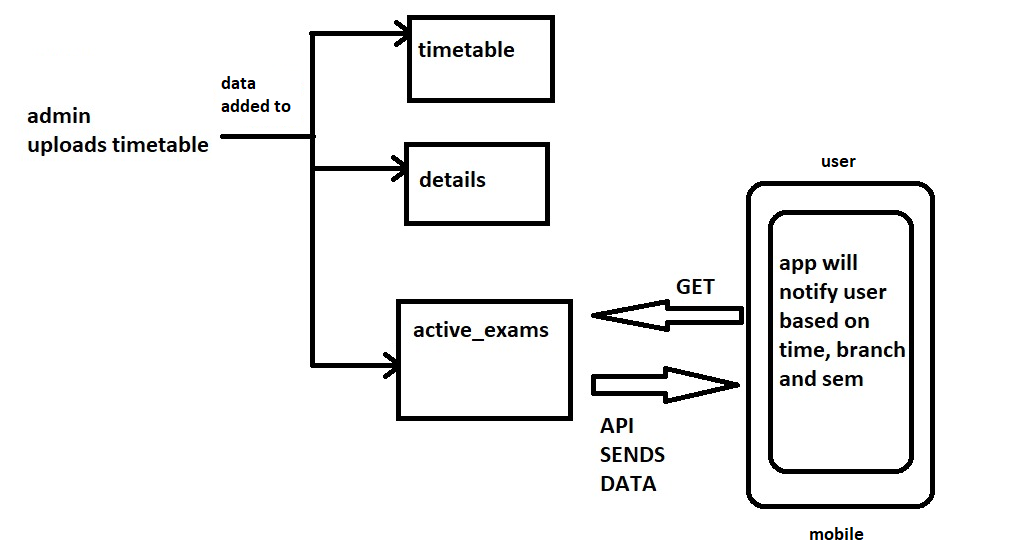 timetable
data
added to
admin
uploads timetable
details
user
app will
notify user
based on
time, branch
and sem
GET
active_exams
API
SENDS
DATA
mobile